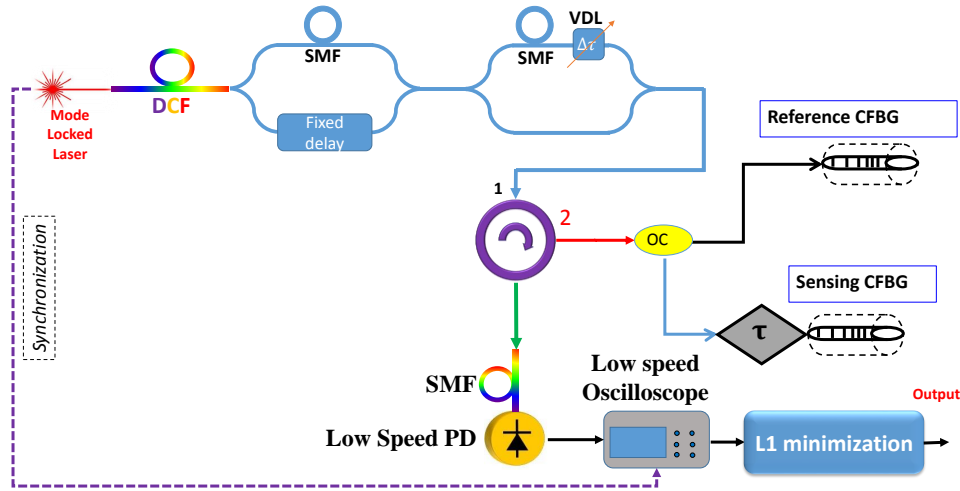 SMF
VDL
Δτ
SMF
DCF
Mode
Locked
Laser
Fixed
delay
Reference CFBG
1
2
OC
Synchronization
Sensing CFBG
τ
SMF
Low speed
Oscilloscope
Output
Low Speed PD
L1 minimization